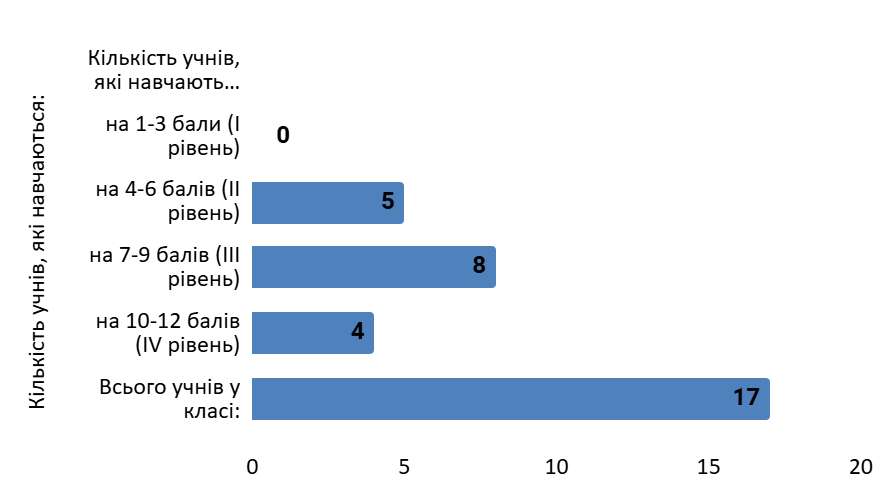 Кількість учнів, які навчаються:
Кількість учнів,
які навчають...
на 1-3 бали (І
рівень)
0
на 4-6 балів (ІІ
рівень)
5
на 7-9 балів (ІІІ
рівень)
8
на 10-12 балів
(IV рівень)
4
Всього учнів у
класі:
17
0 5 10 15 20